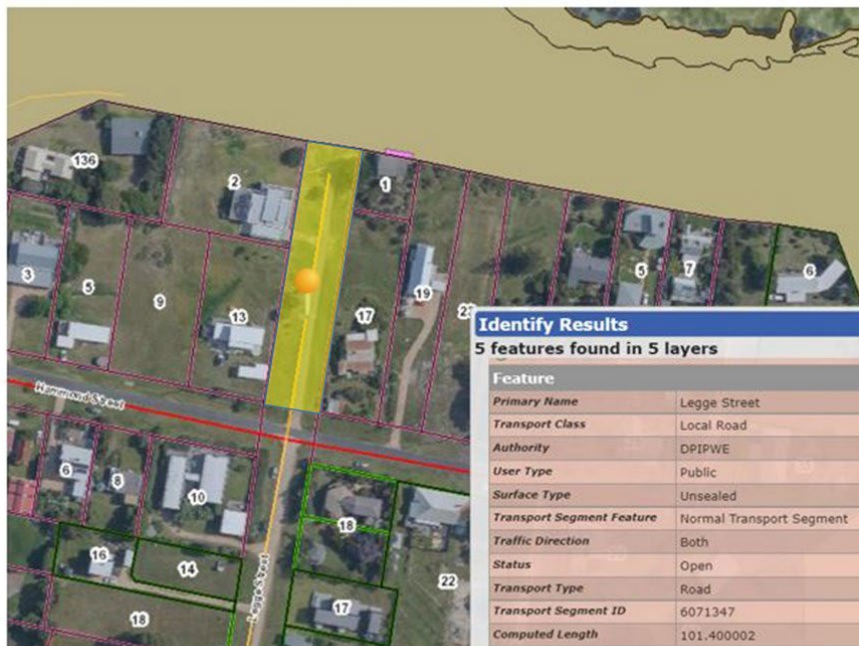 136
2
1
3
5
9
13
17
19
5
7
6
Hammond Street
6
8
10
18
16
14
17
22
18
Legge Street
Identify Results
5 features found in 5 layers
Feature
Primary Name Legge Street
Transport Class Local Road
Authority DPIPWE
User Type Public
Surface Type Unsealed
Transport Segment Feature Normal Transport Segment
Traffic Direction Both
Status Open
Transport Type Road
Transport Segment ID 6071347
Computed Length 101.400002